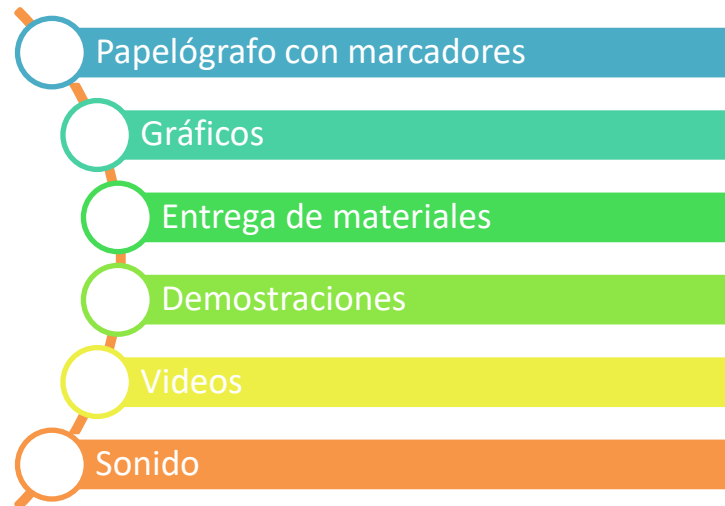 Papelógrafo con marcadores
Gráficos
Entrega de materiales
Demostraciones
Videos
Sonido